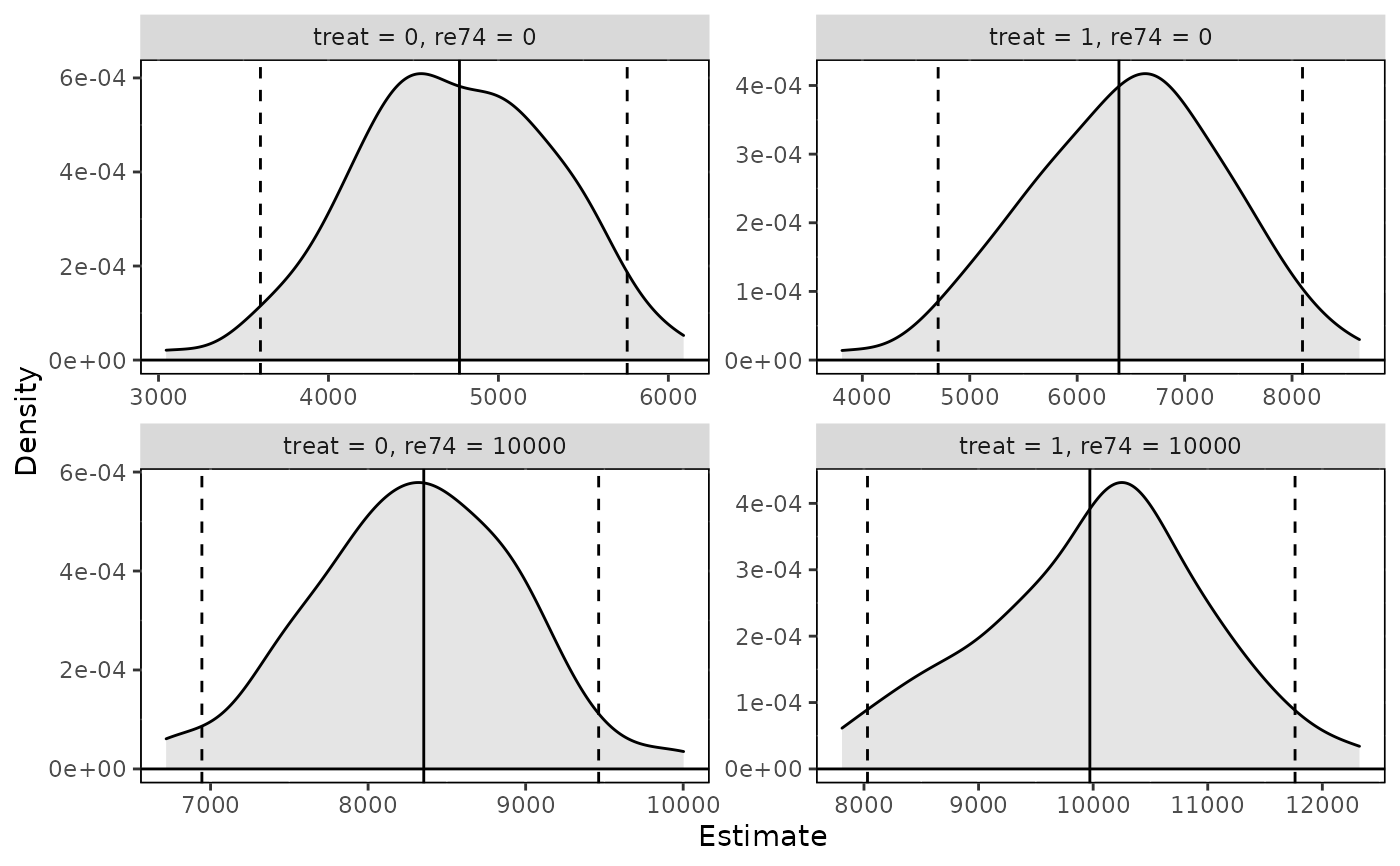 treat = 0, re74 = 0
treat = 1, re74 = 0
6e-04
4e-04
2e-04
0e+00
3000 4000 5000 6000
4e-04
3e-04
2e-04
1e-04
0e+00
4000 5000 6000 7000 8000
Density
treat = 0, re74 = 10000
treat = 1, re74 = 10000
6e-04
4e-04
2e-04
0e+00
7000 8000 9000 10000
4e-04
3e-04
2e-04
1e-04
0e+00
8000 9000 10000 11000 12000
Estimate